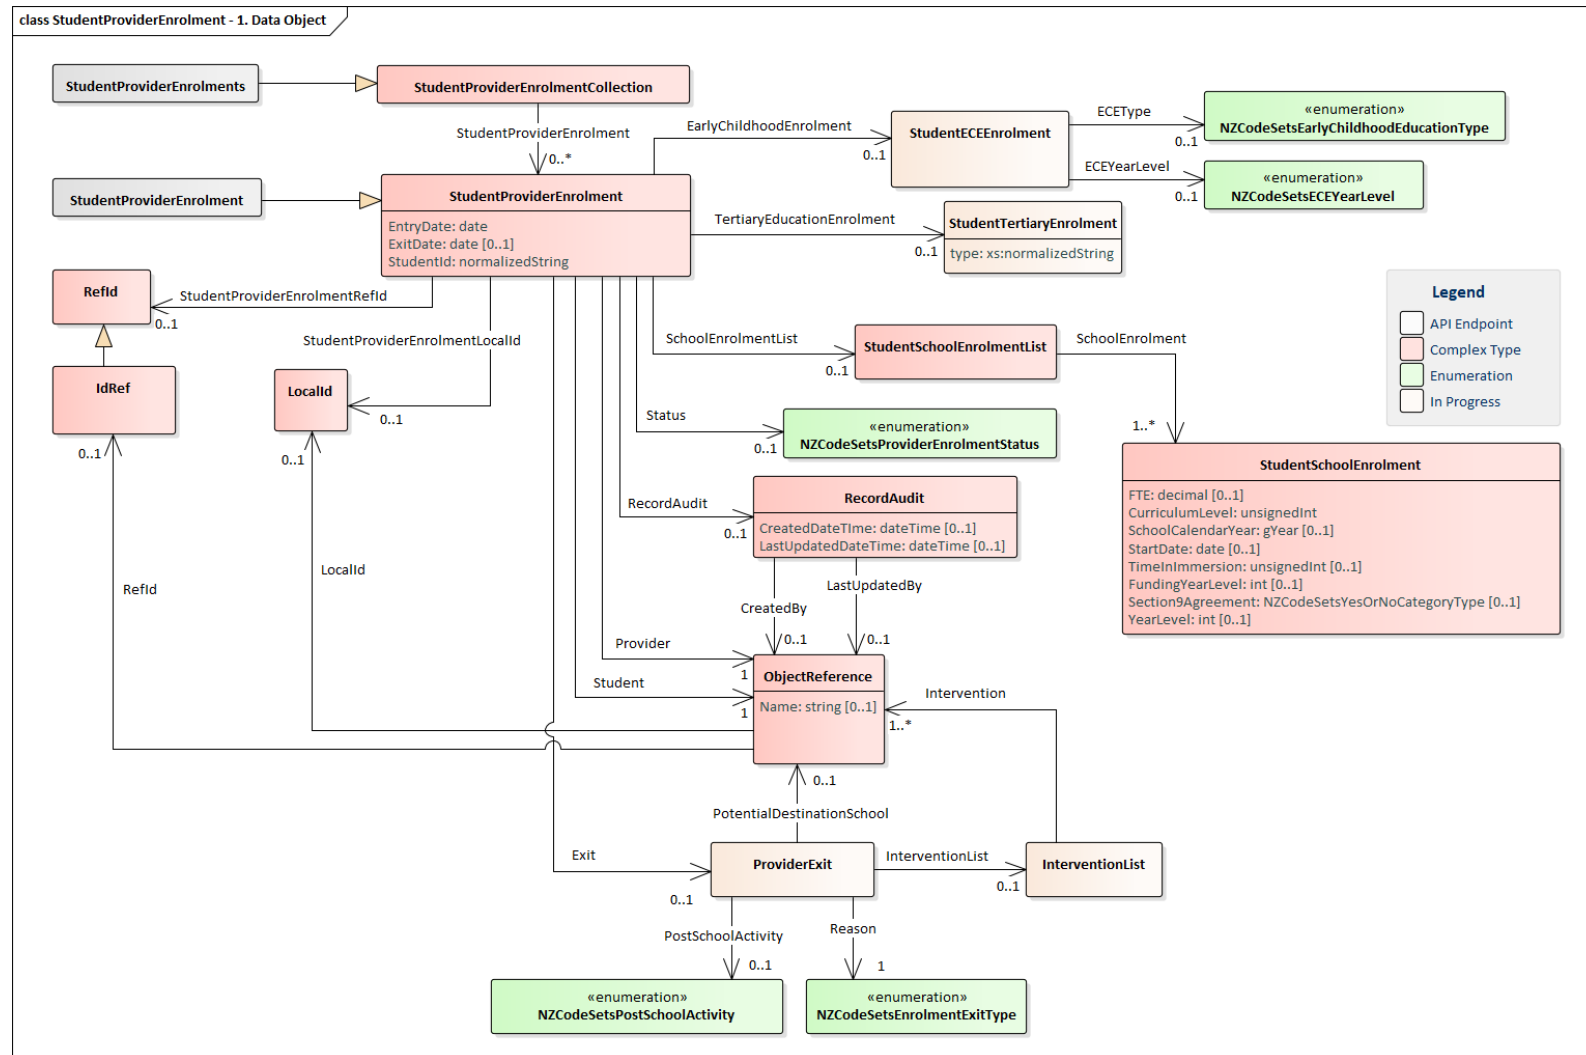 class StudentProviderEnrolment - 1. Data Object
StudentProviderEnrolments
StudentProviderEnrolmentCollection
StudentProviderEnrolment
0..*
EarlyChildhoodEnrolment
0..1
StudentECEEnrolment
ECEType
0..1
«enumeration»
NZCodeSetsEarlyChildhoodEducationType
ECEYearLevel
0..1
«enumeration»
NZCodeSetsECEYearLevel
StudentProviderEnrolment
StudentProviderEnrolment
EntryDate: date
ExitDate: date [0..1]
StudentId: normalizedString
TertiaryEducationEnrolment
0..1
StudentTertiaryEnrolment
type: xs:normalizedString
RefId
StudentProviderEnrolmentRefId
0..1
StudentProviderEnrolmentLocalId
0..1
IdRef
0..1
LocalId
0..1
SchoolEnrolmentList
0..1
StudentSchoolEnrolmentList
SchoolEnrolment
1..*
Legend
API Endpoint
Complex Type
Enumeration
In Progress
Status
0..1
«enumeration»
NZCodeSetsProviderEnrolmentStatus
StudentSchoolEnrolment
FTE: decimal [0..1]
CurriculumLevel: unsignedInt
SchoolCalendarYear: gYear [0..1]
StartDate: date [0..1]
TimeInImmersion: unsignedInt [0..1]
FundingYearLevel: int [0..1]
Section9Agreement: NZCodeSetsYesOrNoCategoryType [0..1]
YearLevel: int [0..1]
RecordAudit
0..1
RecordAudit
CreatedDateTIme: dateTime [0..1]
LastUpdatedDateTime: dateTime [0..1]
RefId
LocalId
CreatedBy
0..1
LastUpdatedBy
0..1
Provider
1
Student
1
ObjectReference
Name: string [0..1]
Intervention
1..*
0..1
PotentialDestinationSchool
Exit
0..1
ProviderExit
InterventionList
0..1
InterventionList
PostSchoolActivity
0..1
Reason
1
«enumeration»
NZCodeSetsPostSchoolActivity
«enumeration»
NZCodeSetsEnrolmentExitType